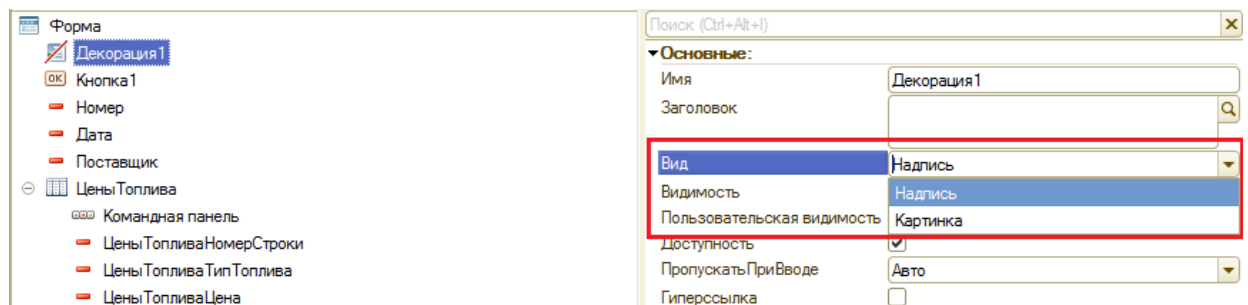 Форма
Декорация1
OK Кнопка1
Номер
Дата
Поставщик
ЦеныТоплива
Командная панель
ЦеныТопливаНомерСтроки
ЦеныТопливаТипТоплива
ЦеныТопливаЦена
Поиск (Ctrl+Alt+I)
Основные:
Имя Декорация1
Заголовок
Вид Надпись
Видимость Надпись
Пользовательская видимость Картинка
Доступность
ПропускатьПриВводе Авто
Гиперссылка